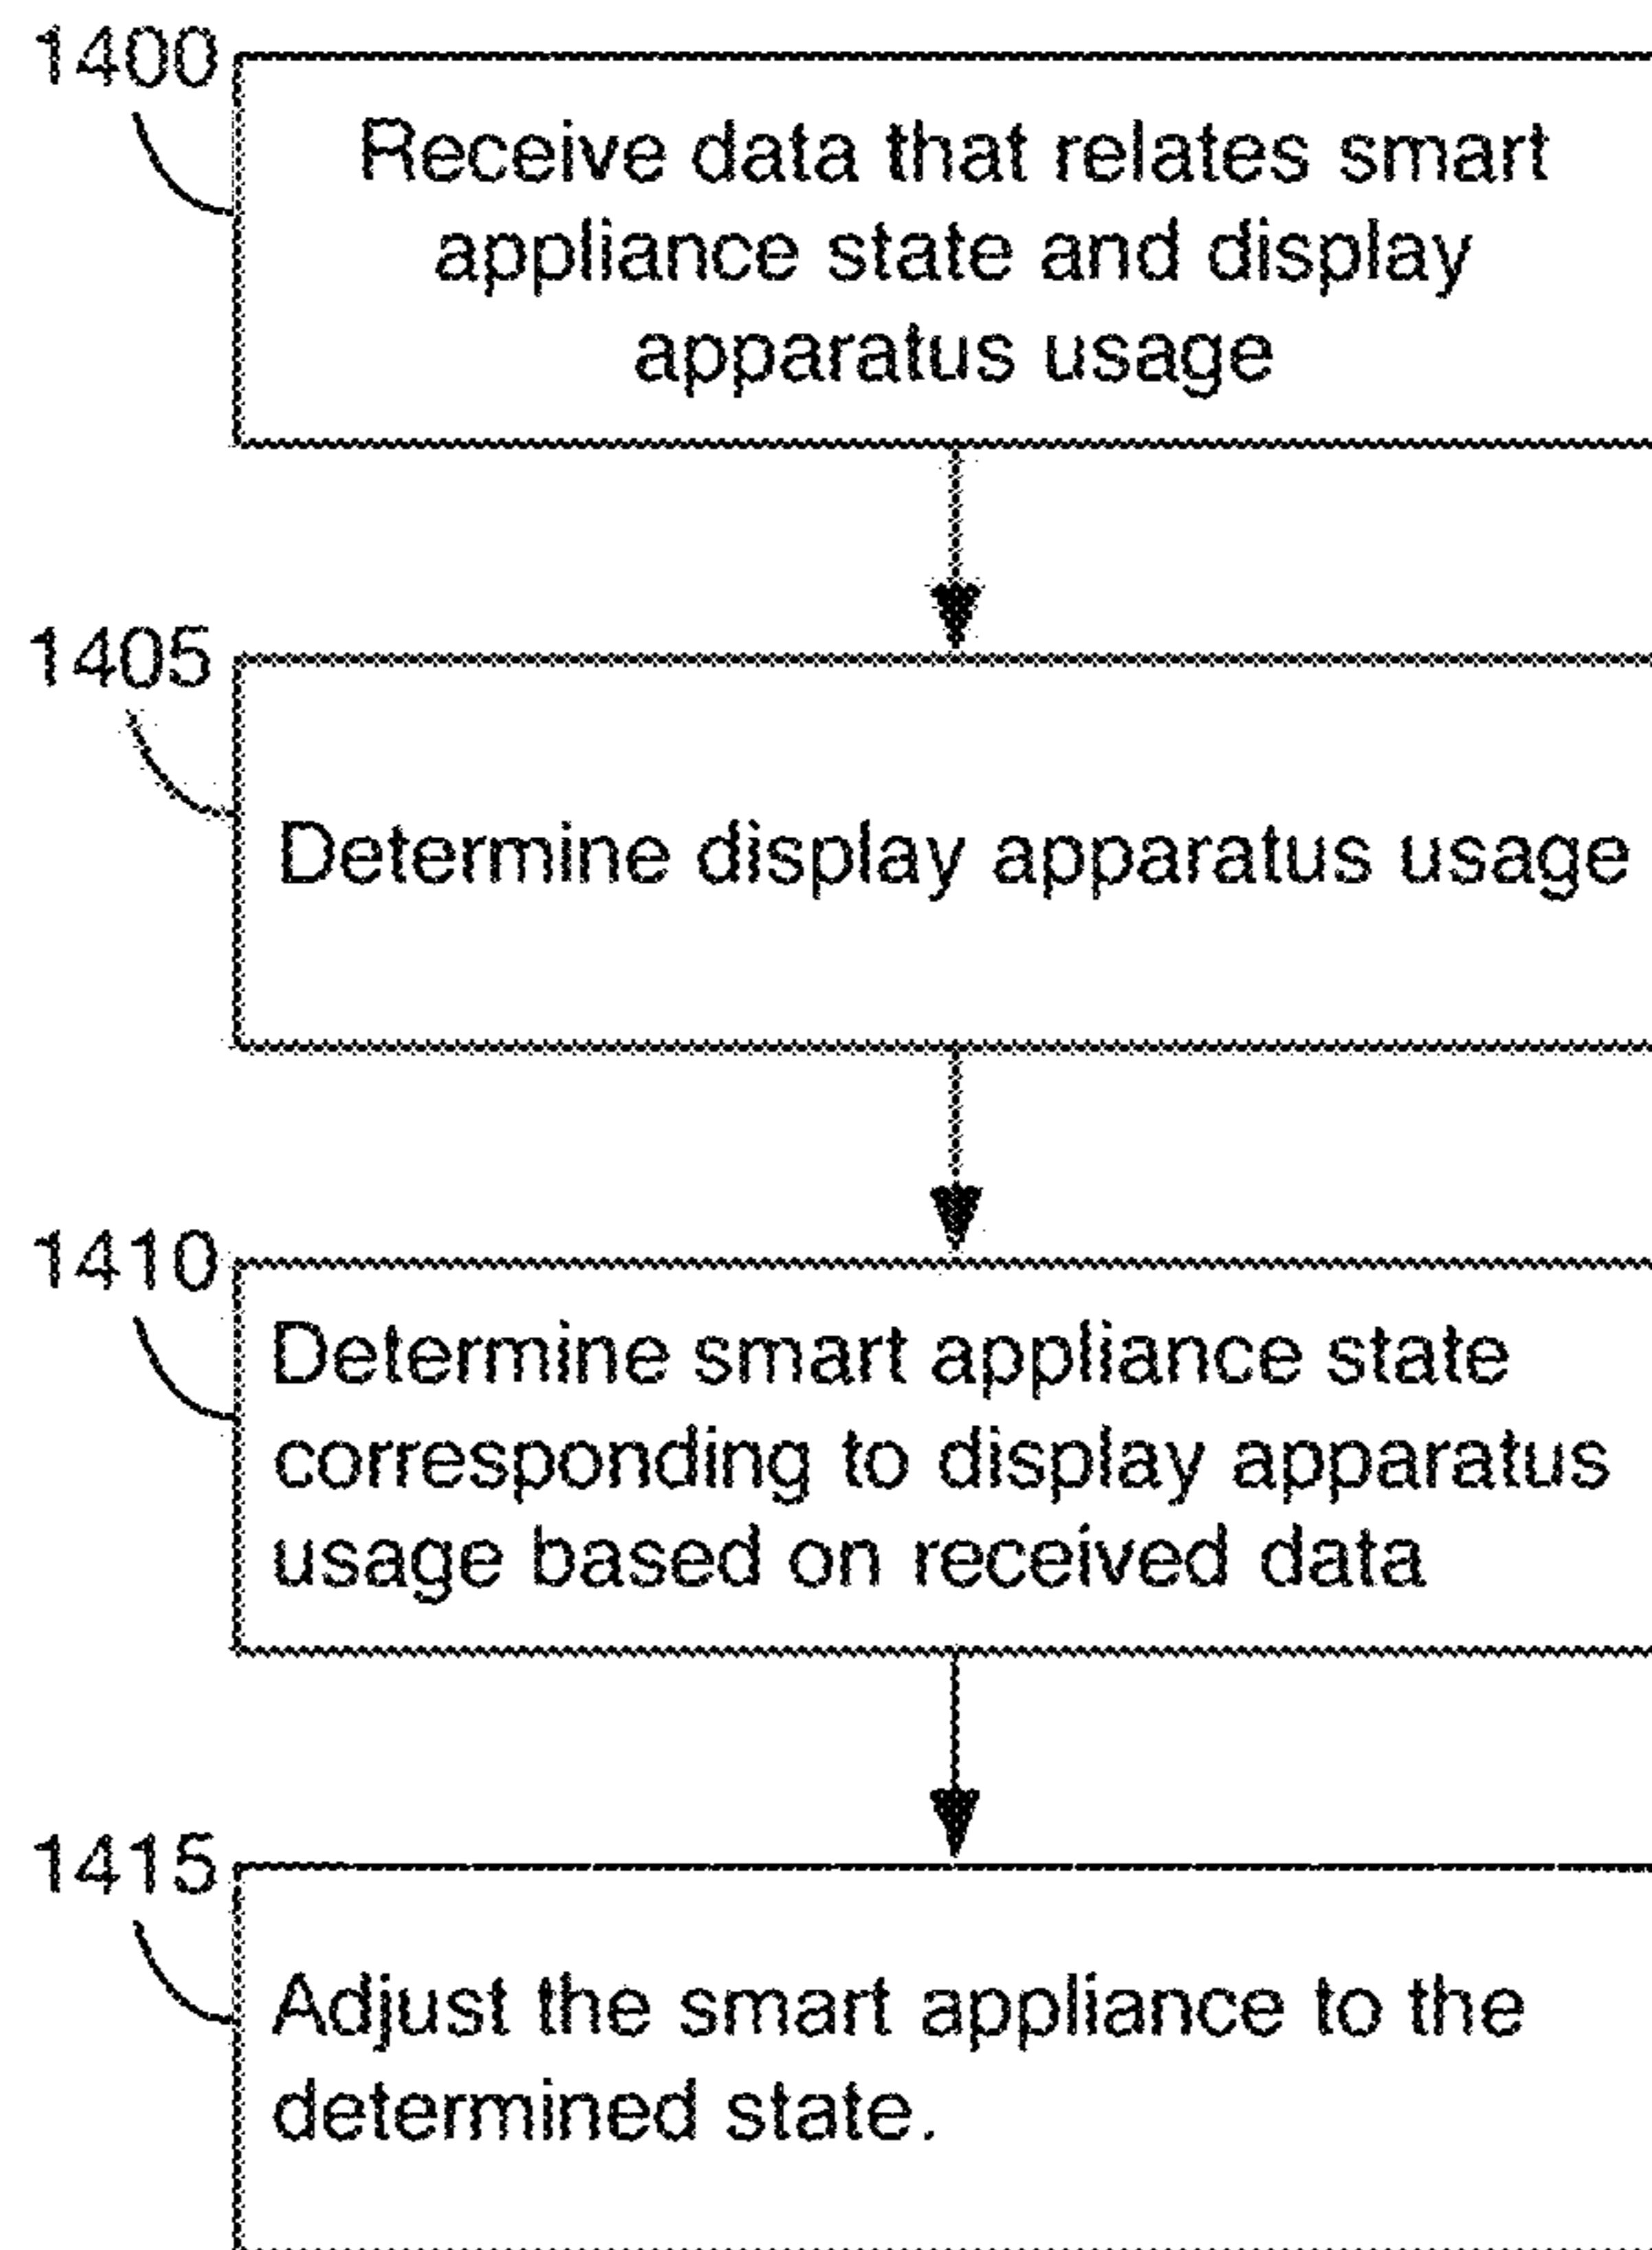 1400
Receive data that relates smart
appliance state and display
apparatus usage
1405
Determine display apparatus usage
1410
Determine smart appliance state
corresponding to display apparatus
usage based on received data
1415
Adjust the smart appliance to the
determined state.